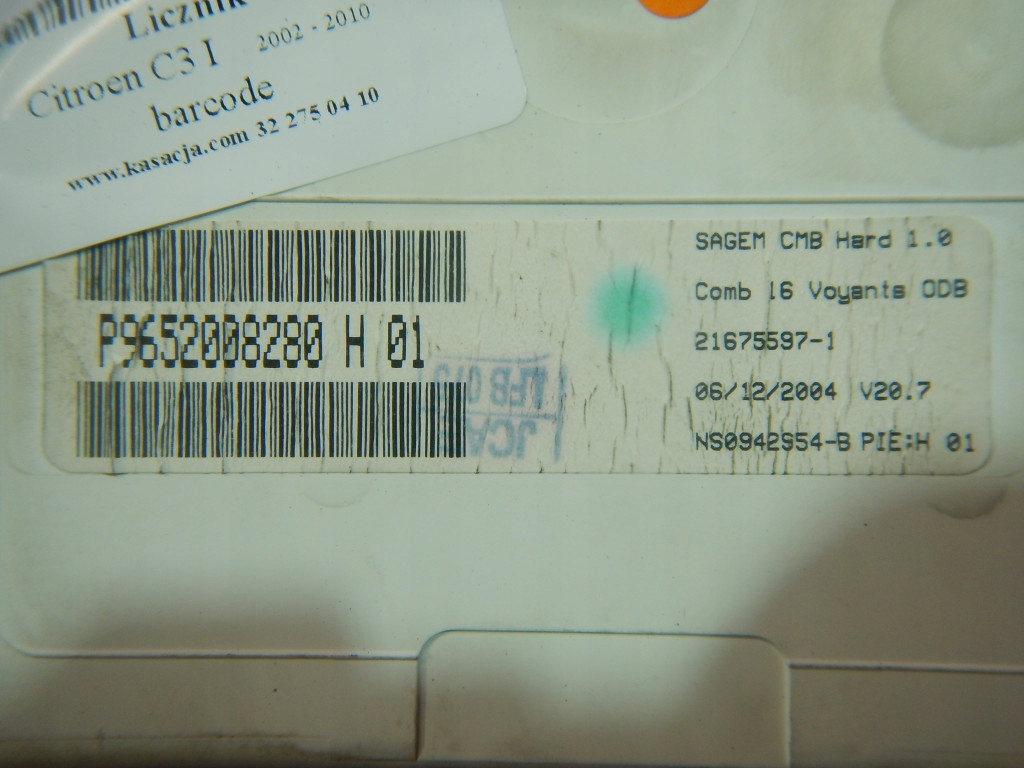 Licznik
Citroen C3 I 2002 - 2010
barcode
www.kasacja.com 32 275 04 10
SAGEM CMB Hard 1.0
Comb 16 Voyants ODB
P9652008280 H 01
21675597-1
06/12/2004 V20.7
NS0942954-B PIE:H 01